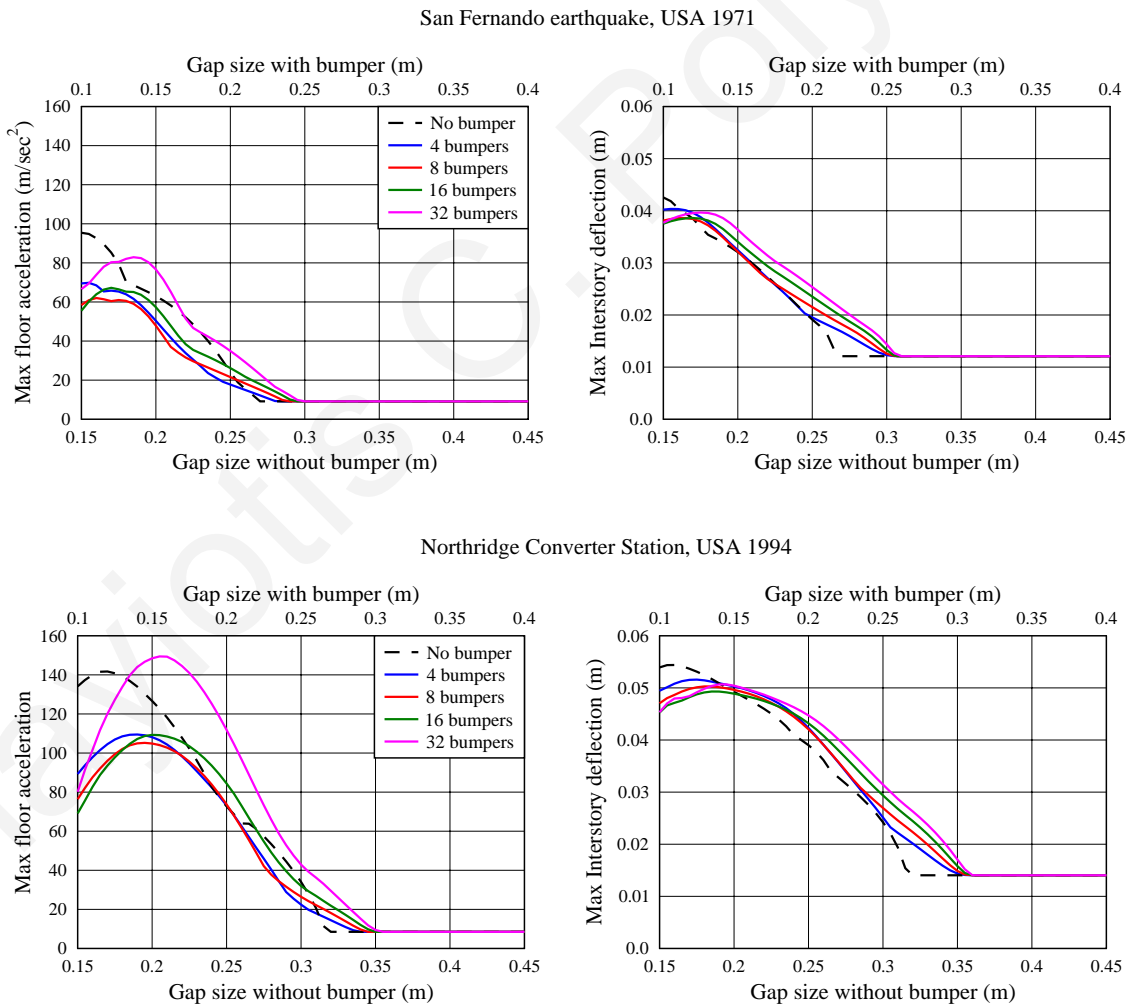 San Fernando earthquake, USA 1971
Gap size with bumper (m)
0.1 0.15 0.2 0.25 0.3 0.35 0.4
Max floor acceleration (m/sec²)
160
140
120
100
80
60
40
20
0
No bumper
4 bumpers
8 bumpers
16 bumpers
32 bumpers
0.15 0.2 0.25 0.3 0.35 0.4 0.45
Gap size without bumper (m)
Gap size with bumper (m)
0.1 0.15 0.2 0.25 0.3 0.35 0.4
Max Interstory deflection (m)
0.06
0.05
0.04
0.03
0.02
0.01
0.0
0.15 0.2 0.25 0.3 0.35 0.4 0.45
Gap size without bumper (m)
Northridge Converter Station, USA 1994
Gap size with bumper (m)
0.1 0.15 0.2 0.25 0.3 0.35 0.4
Max floor acceleration
160
140
120
100
80
60
40
20
0
No bumper
4 bumpers
8 bumpers
16 bumpers
32 bumpers
0.15 0.2 0.25 0.3 0.35 0.4 0.45
Gap size without bumper (m)
Gap size with bumper (m)
0.1 0.15 0.2 0.25 0.3 0.35 0.4
Max Interstory deflection (m)
0.06
0.05
0.04
0.03
0.02
0.01
0.0
0.15 0.2 0.25 0.3 0.35 0.4 0.45
Gap size without bumper (m)